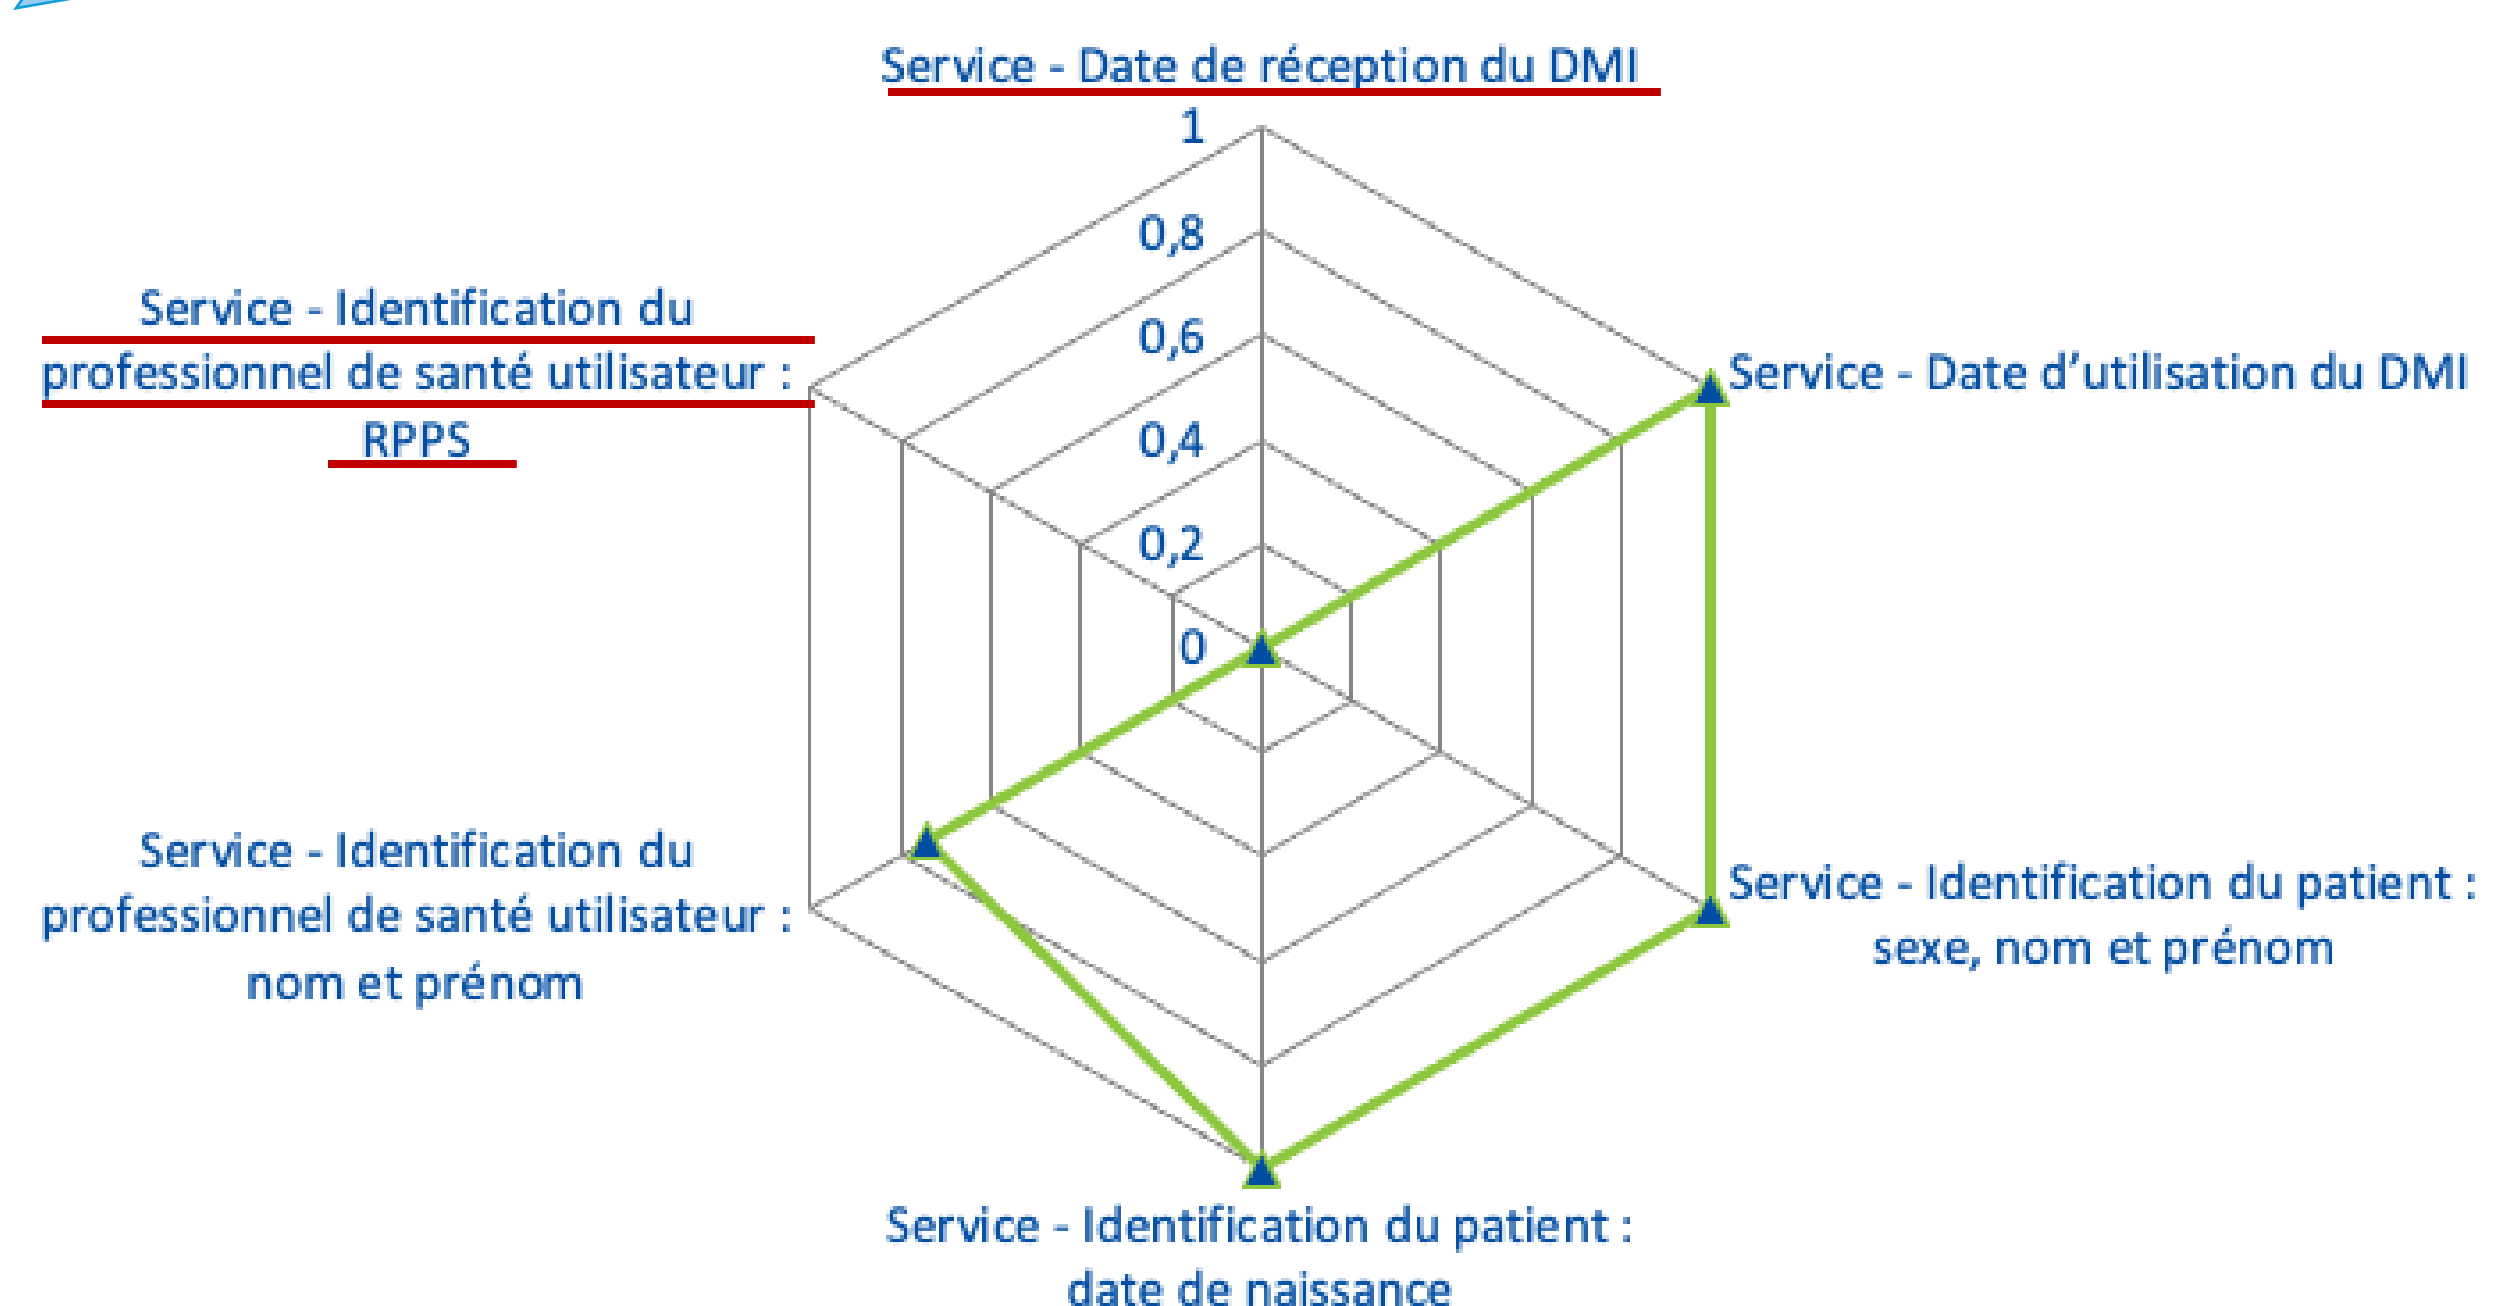 Service - Date de réception du DMI
1
0,8
0,6
0,4
0,2
0
Service - Date d’utilisation du DMI
Service - Identification du patient :
sexe, nom et prénom
Service - Identification du patient :
date de naissance
Service - Identification du
professionnel de santé utilisateur :
nom et prénom
Service - Identification du
professionnel de santé utilisateur :
RPPS